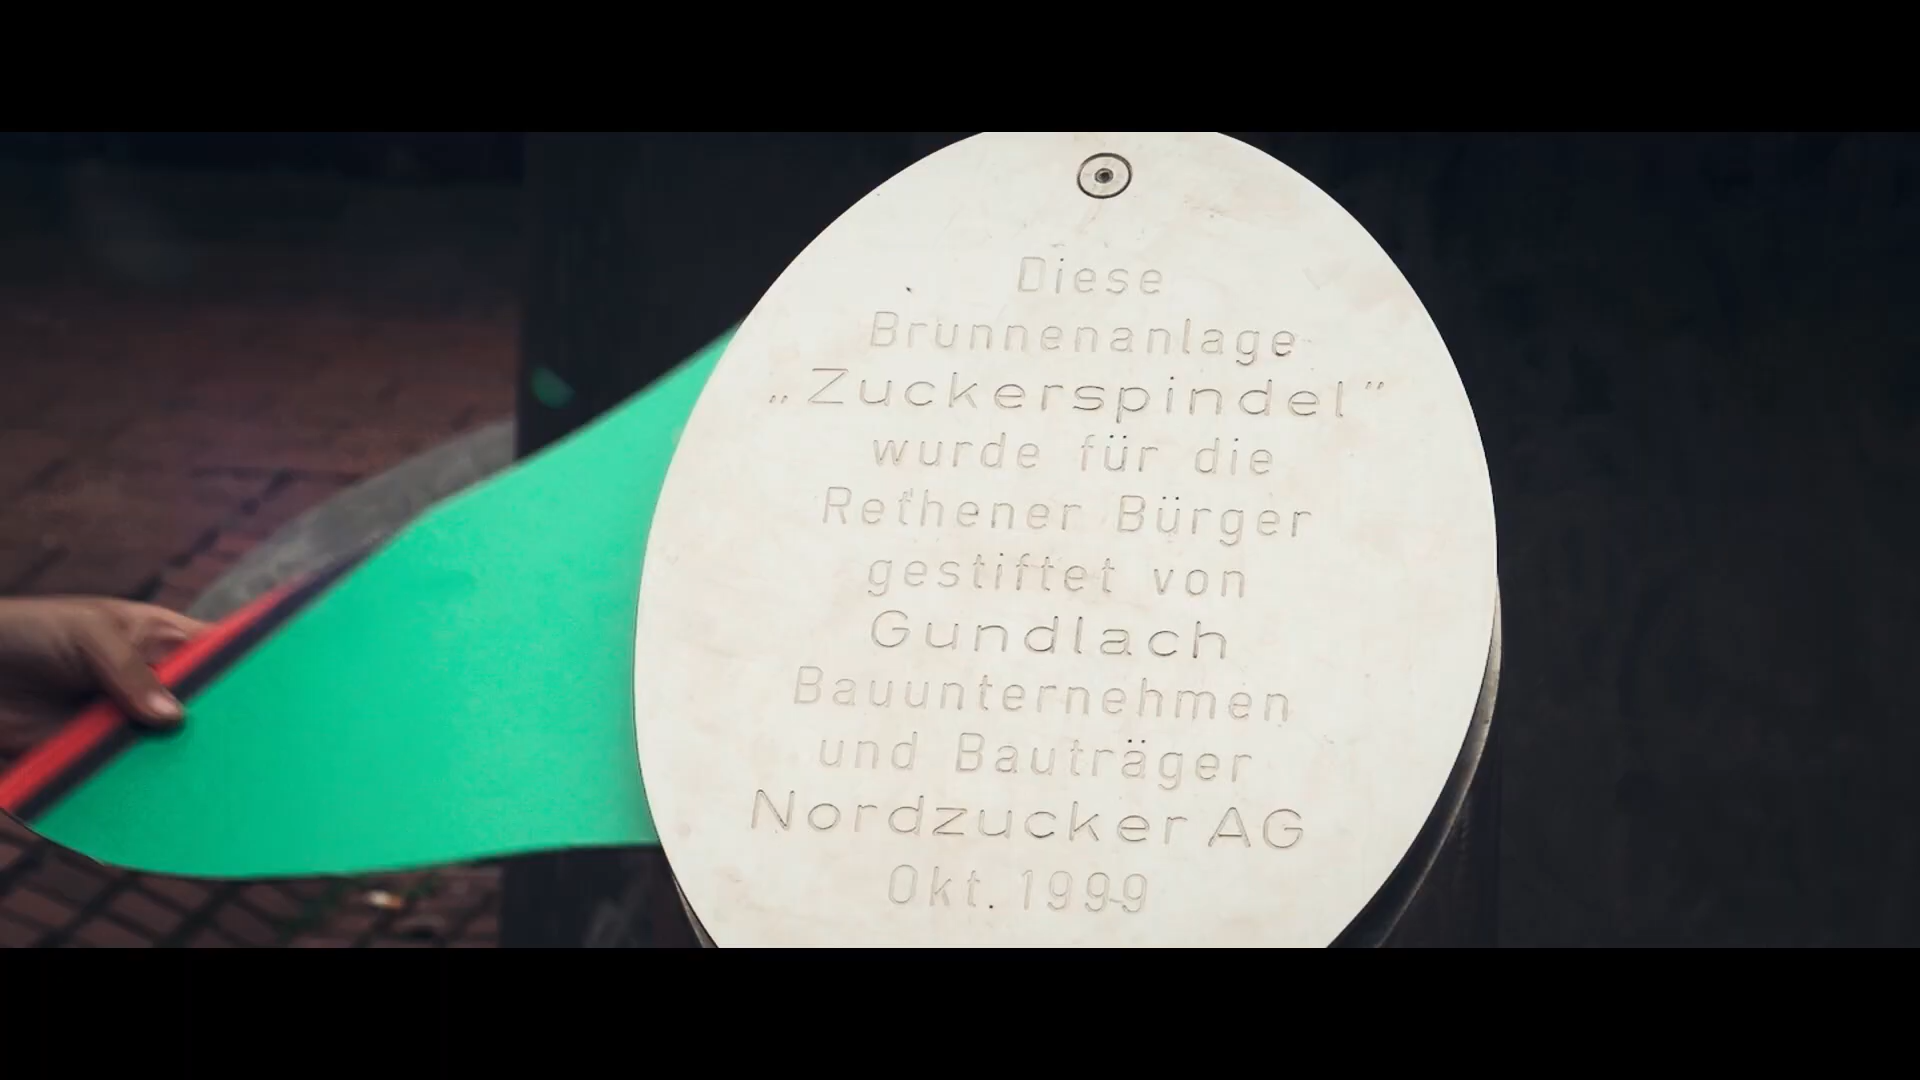 Diese
Brunnenanlage
„Zuckerspindel"
wurde für die
Rethener Bürger
gestiftet von
Gundlach
Bauunternehmen
und Bauträger
Nordzucker AG
Okt. 1999